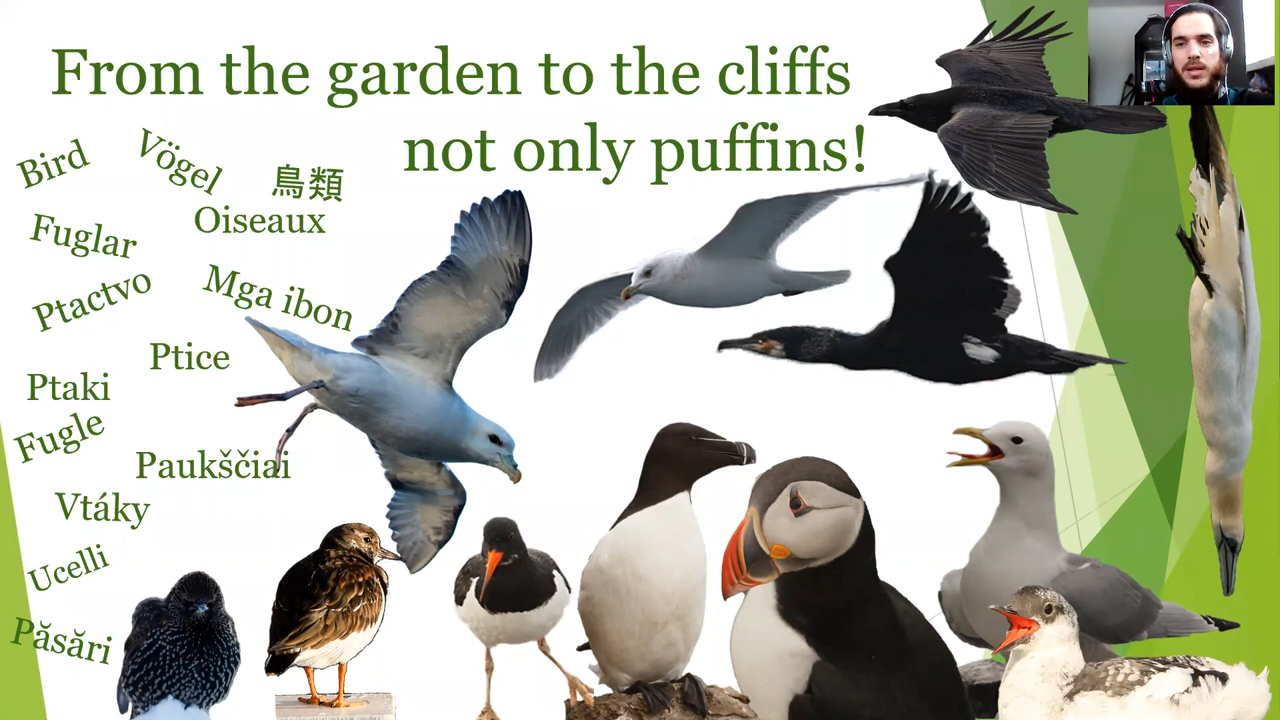 From the garden to the cliffs
not only puffins!
Bird
Vögel
鳥類
Oiseaux
Fuglar
Ptactvo
Mga ibon
Ptice
Ptaki
Fugle
Paukščiai
Vtáky
Ucelli
Păsări